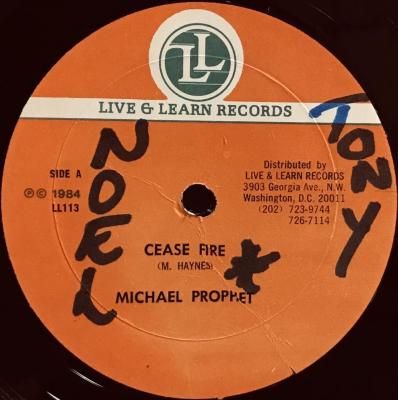 LL
LIVE & LEARN RECORDS
SIDE A
℗ © 1984
LL113
NOEL
TONY
Distributed by
LIVE & LEARN RECORDS
3903 Georgia Ave., N.W.
Washington, D.C. 20011
(202) 723-9744
726-7114
CEASE FIRE
(M. HAYNES)
MICHAEL PROPHET